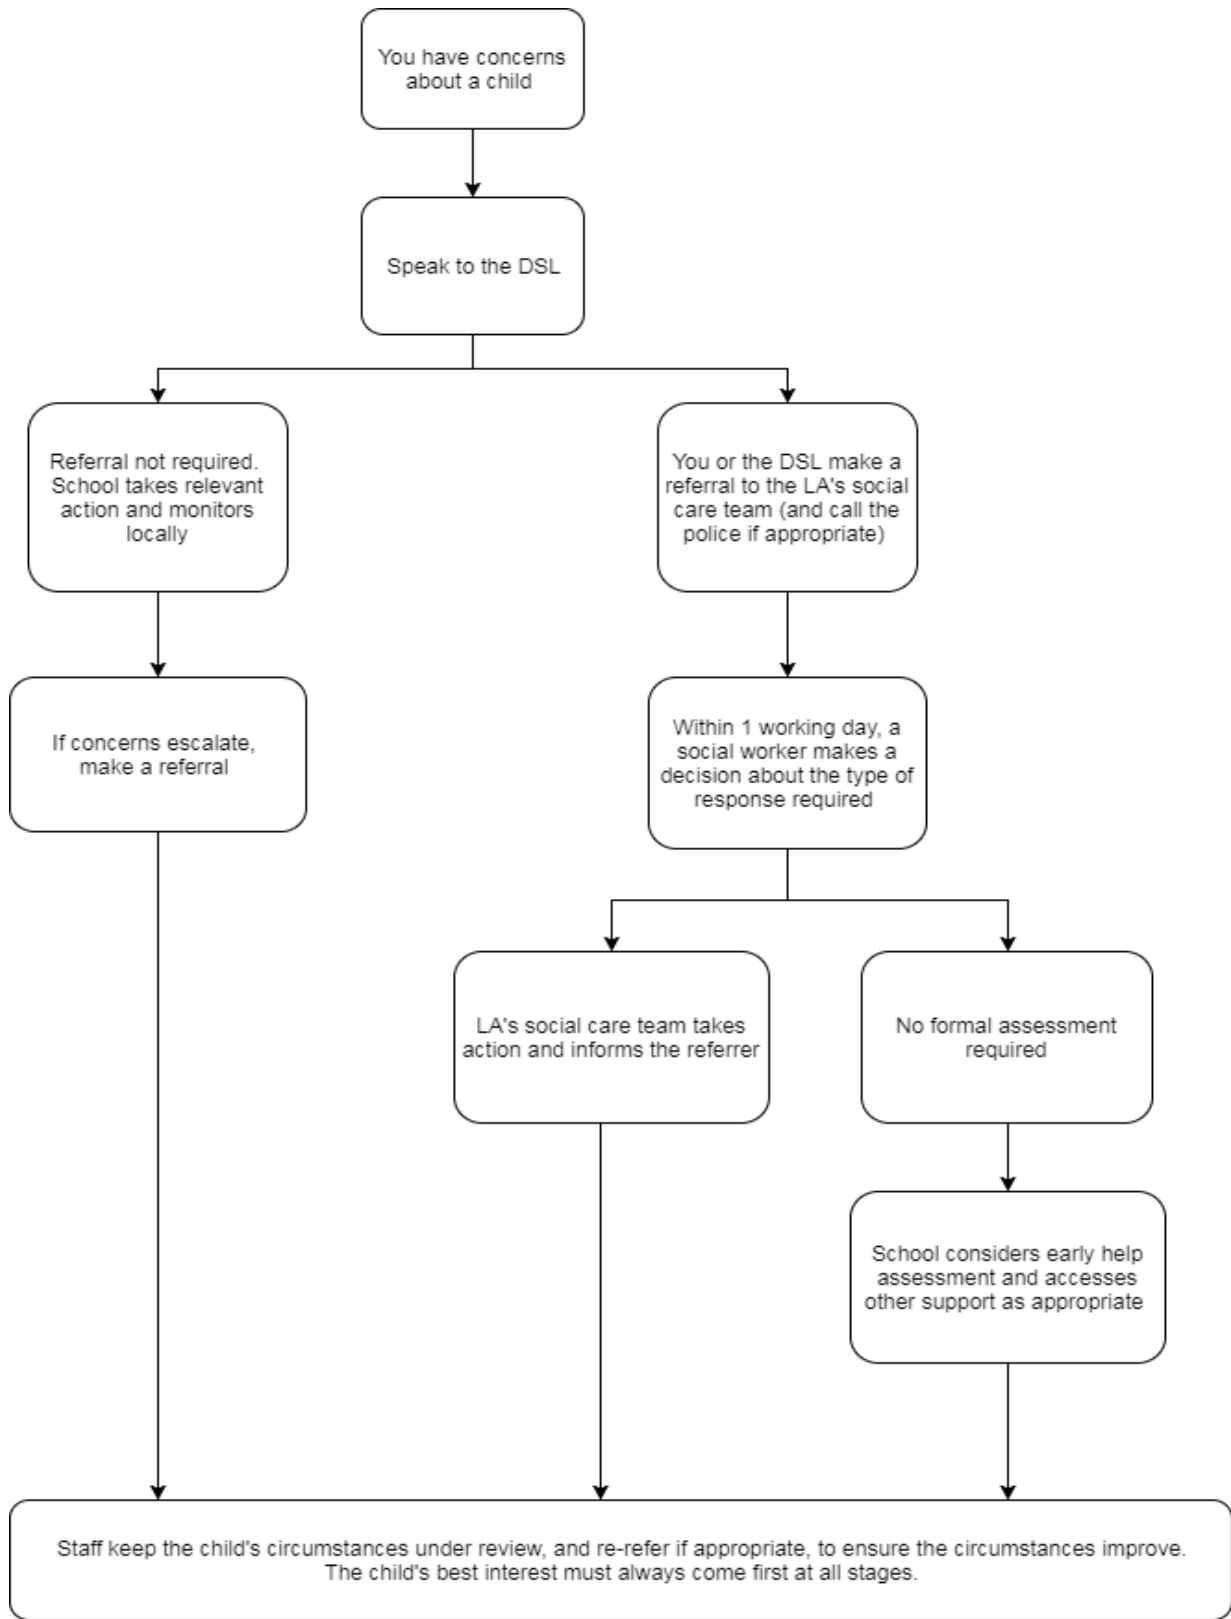 You have concerns
about a child
Speak to the DSL
Referral not required.
School takes relevant
action and monitors
locally
You or the DSL make a
referral to the LA's social
care team (and call the
police if appropriate)
If concerns escalate,
make a referral
Within 1 working day, a
social worker makes a
decision about the type of
response required
LA's social care team takes
action and informs the referrer
No formal assessment
required
School considers early help
assessment and accesses
other support as appropriate
Staff keep the child's circumstances under review, and re-refer if appropriate, to ensure the circumstances improve.
The child's best interest must always come first at all stages.